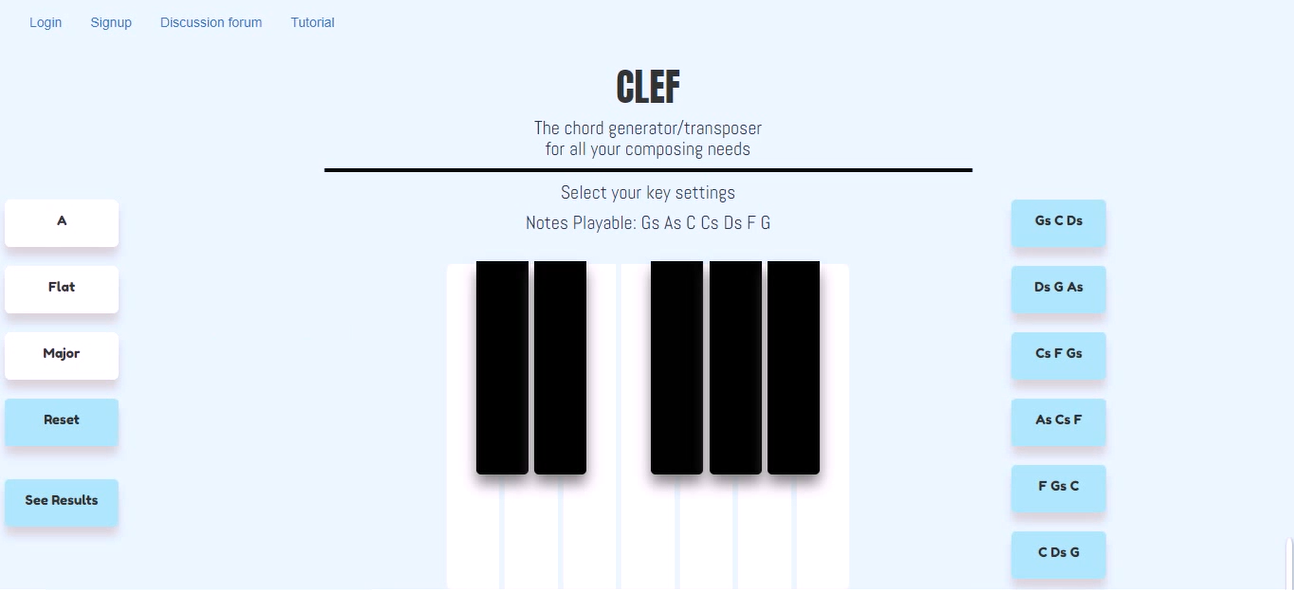 Login Signup Discussion forum Tutorial
CLEF
The chord generator/transposer
for all your composing needs
Select your key settings
Notes Playable: Gs As C Cs Ds F G
A
Flat
Major
Reset
See Results
Gs C Ds
Ds G As
Cs F Gs
As Cs F
F Gs C
C Ds G